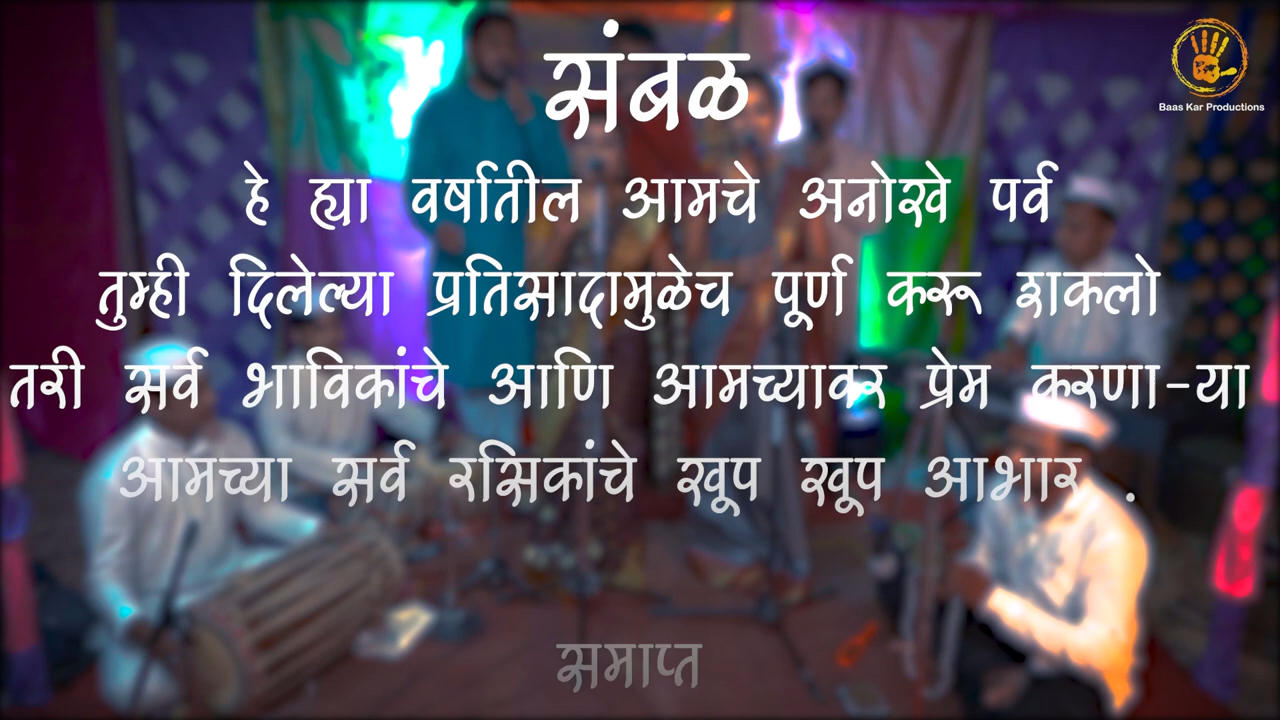 संबळ
Baas Kar Productions
हे ह्या वर्षातील आमचे अनोखे पर्व
तुम्ही दिलेल्या प्रतिसादामुळेच पूर्ण करू शकलो
तरी सर्व भाविकांचे आणि आमच्यावर प्रेम करणा-या
आमच्या सर्व रसिकांचे खूप खूप आभार .
समाप्त